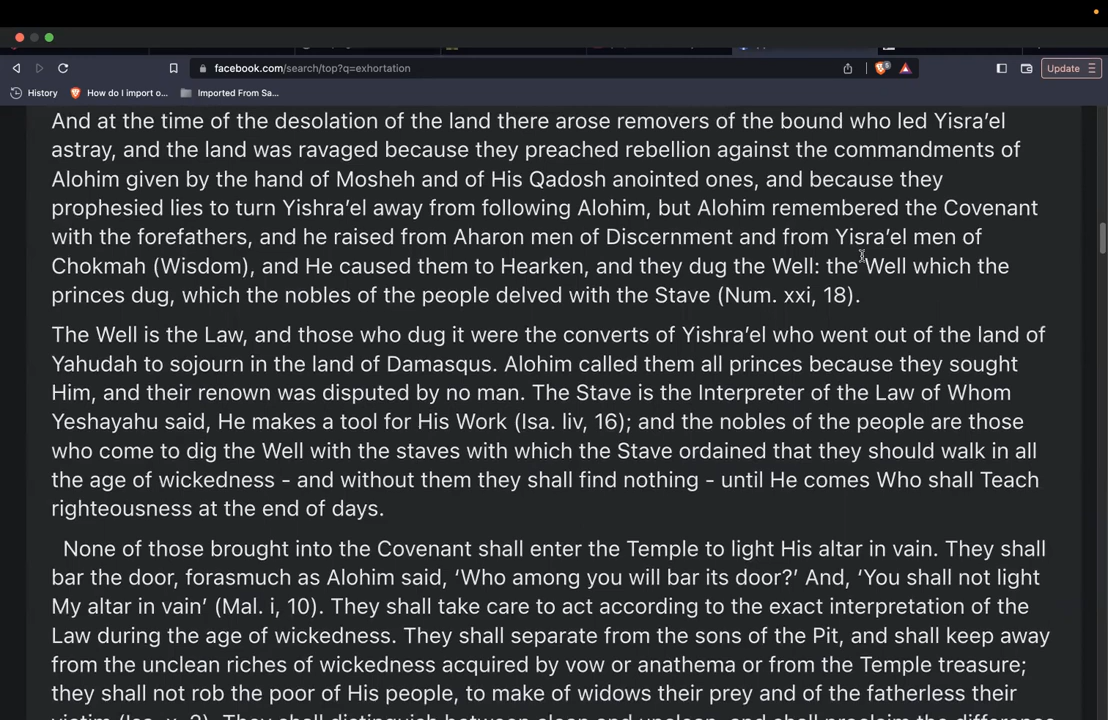 facebook.com/search/top?q=exhortation
6
Update
History
How do I import o...
Imported From Sa...
And at the time of the desolation of the land there arose removers of the bound who led Yisra’el
astray, and the land was ravaged because they preached rebellion against the commandments of
Alohim given by the hand of Mosheh and of His Qadosh anointed ones, and because they
prophesied lies to turn Yishra’el away from following Alohim, but Alohim remembered the Covenant
with the forefathers, and he raised from Aharon men of Discernment and from Yisra’el men of
Chokmah (Wisdom), and He caused them to Hearken, and they dug the Well: the Well which the
princes dug, which the nobles of the people delved with the Stave (Num. xxi, 18).
The Well is the Law, and those who dug it were the converts of Yishra’el who went out of the land of
Yahudah to sojourn in the land of Damasqus. Alohim called them all princes because they sought
Him, and their renown was disputed by no man. The Stave is the Interpreter of the Law of Whom
Yeshayahu said, He makes a tool for His Work (Isa. liv, 16); and the nobles of the people are those
who come to dig the Well with the staves with which the Stave ordained that they should walk in all
the age of wickedness - and without them they shall find nothing - until He comes Who shall Teach
righteousness at the end of days.
None of those brought into the Covenant shall enter the Temple to light His altar in vain. They shall
bar the door, forasmuch as Alohim said, ‘Who among you will bar its door?’ And, ‘You shall not light
My altar in vain’ (Mal. i, 10). They shall take care to act according to the exact interpretation of the
Law during the age of wickedness. They shall separate from the sons of the Pit, and shall keep away
from the unclean riches of wickedness acquired by vow or anathema or from the Temple treasure;
they shall not rob the poor of His people, to make of widows their prey and of the fatherless their
victim (Isa. x, 2). They shall distinguish between clean and unclean, and shall proclaim the difference